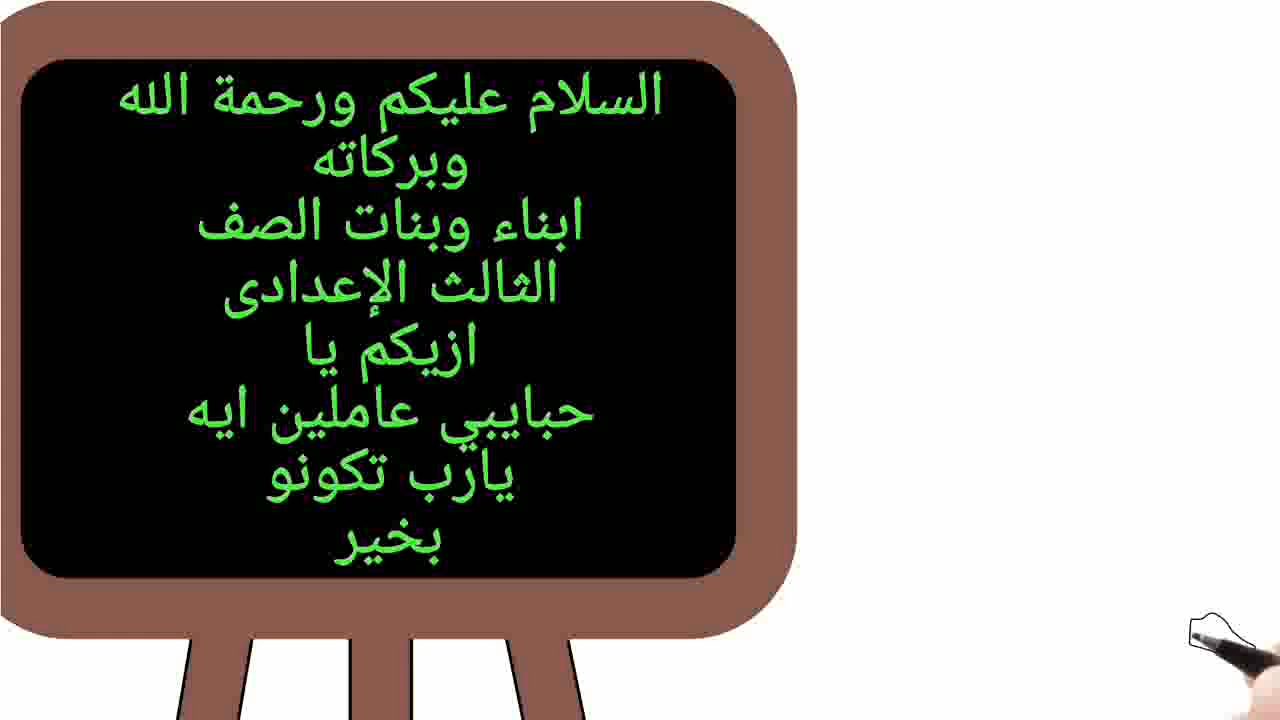 السلام عليكم ورحمة الله
وبركاته
ابناء وبنات الصف
الثالث الإعدادى
ازيكم يا
حبايبي عاملين ايه
يارب تكونو
بخير